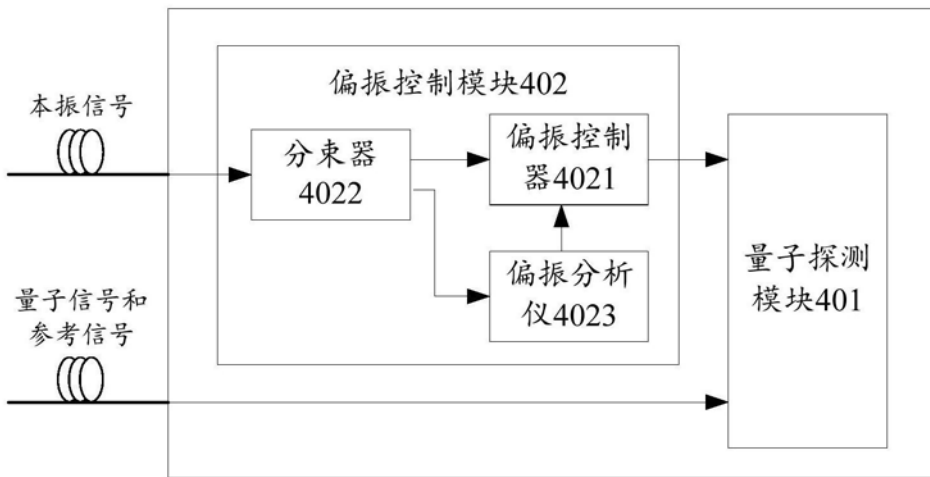 偏振控制模块402
本振信号
分束器
4022
偏振控制
器4021
量子探测
模块401
偏振分析
仪4023
量子信号和
参考信号